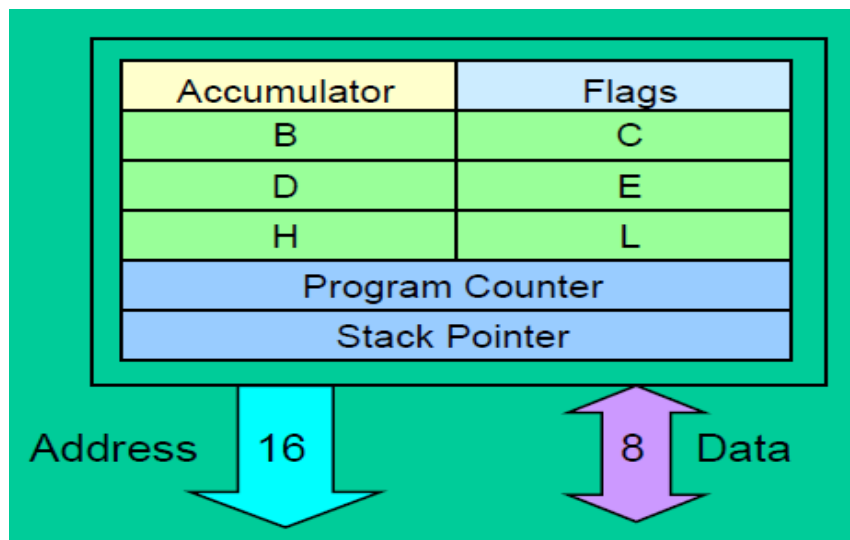 Accumulator Flags
B C
D E
H L
Program Counter
Stack Pointer
Address 16 8 Data